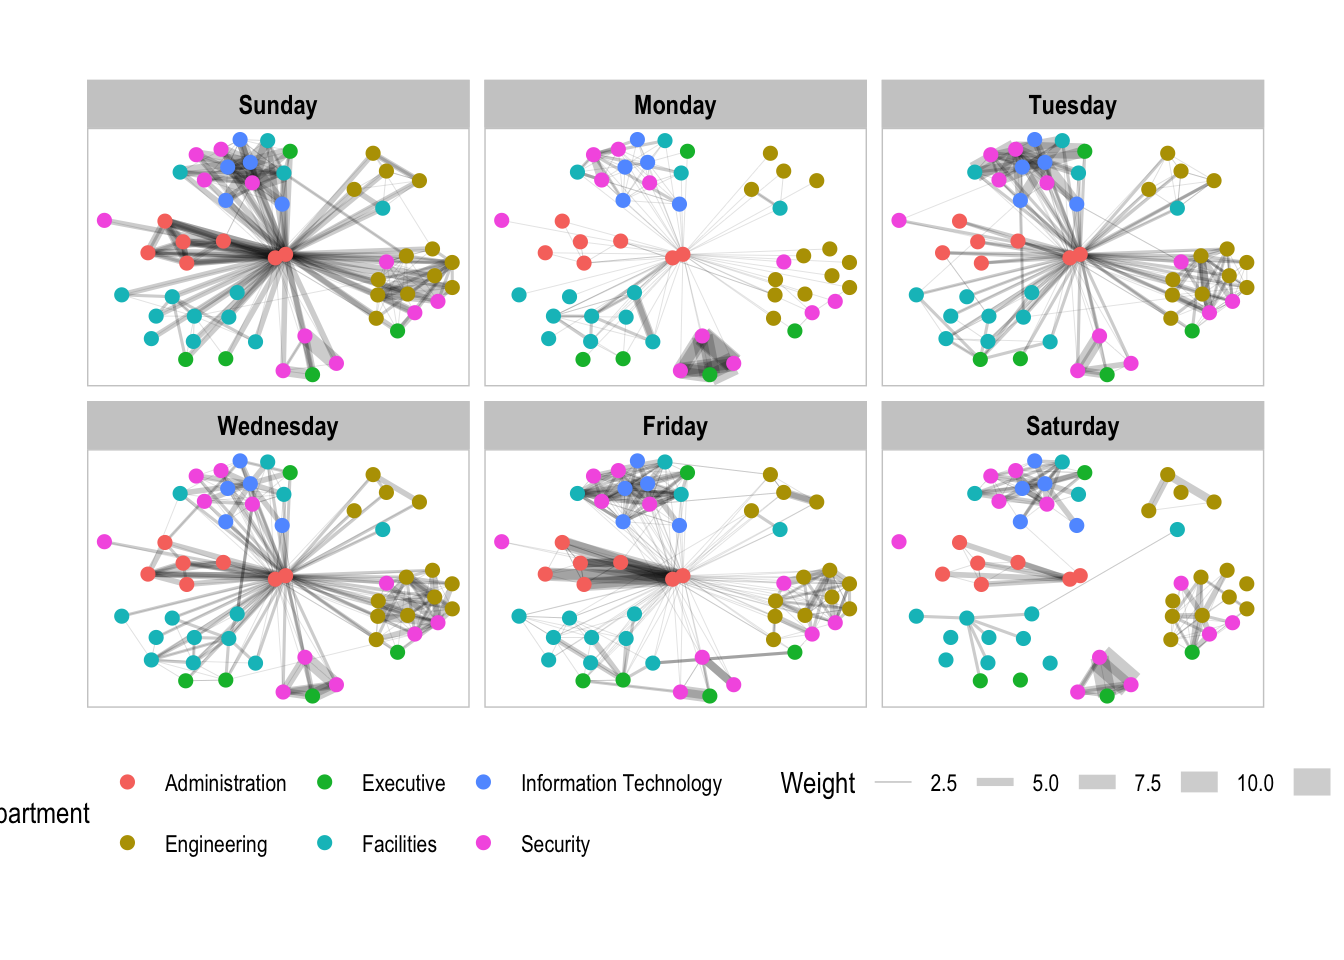 Sunday
Monday
Tuesday
Wednesday
Friday
Saturday
partment
Administration
Executive
Information Technology
Engineering
Facilities
Security
Weight
2.5
5.0
7.5
10.0